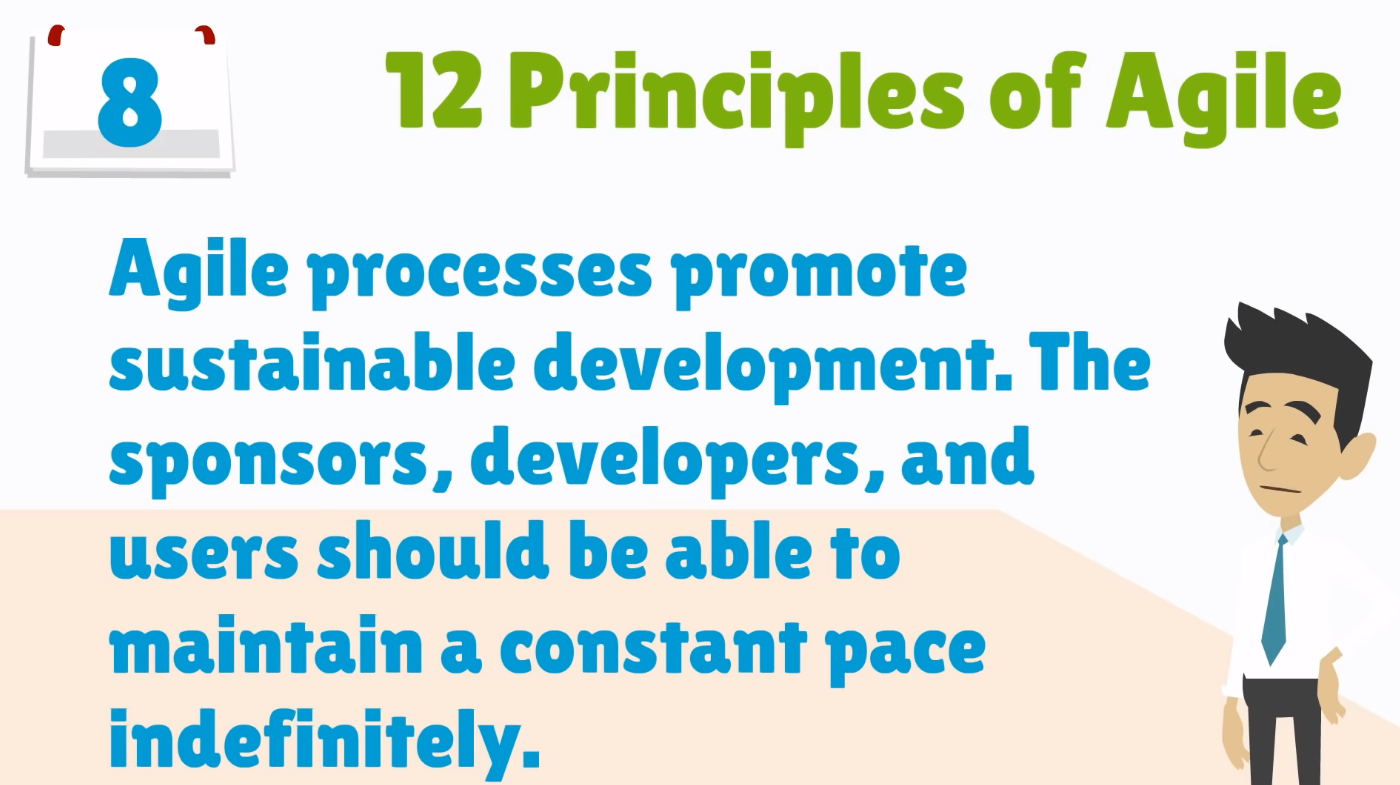 8
12 Principles of Agile
Agile processes promote
sustainable development. The
sponsors, developers, and
users should be able to
maintain a constant pace
indefinitely.